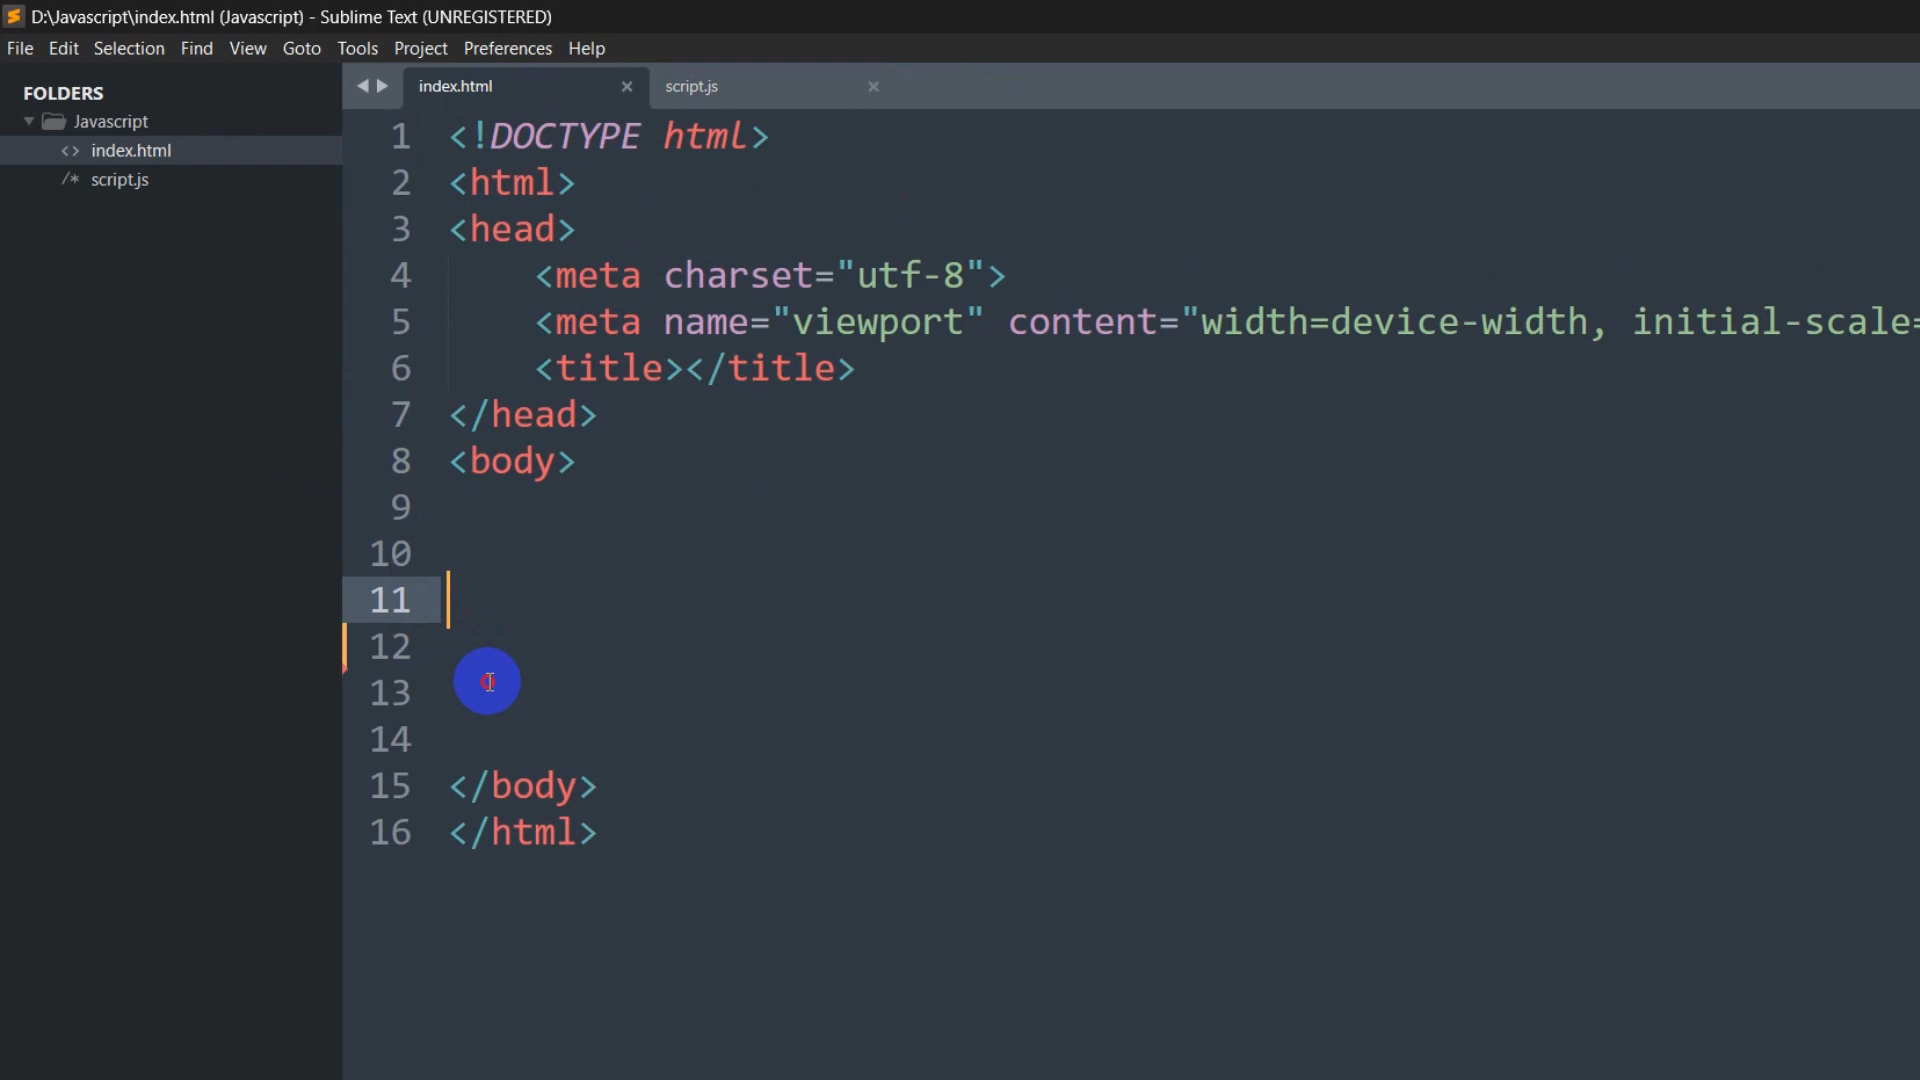 D:\Javascript\index.html (Javascript) - Sublime Text (UNREGISTERED)
File Edit Selection Find View Goto Tools Project Preferences Help
FOLDERS
Javascript
<> index.html
/* script.js
index.html × script.js ×
1 <!DOCTYPE html>
2 <html>
3 <head>
4 <meta charset="utf-8">
5 <meta name="viewport" content="width=device-width, initial-scale=
6 <title></title>
7 </head>
8 <body>
9
10
11
12
13
14
15 </body>
16 </html>